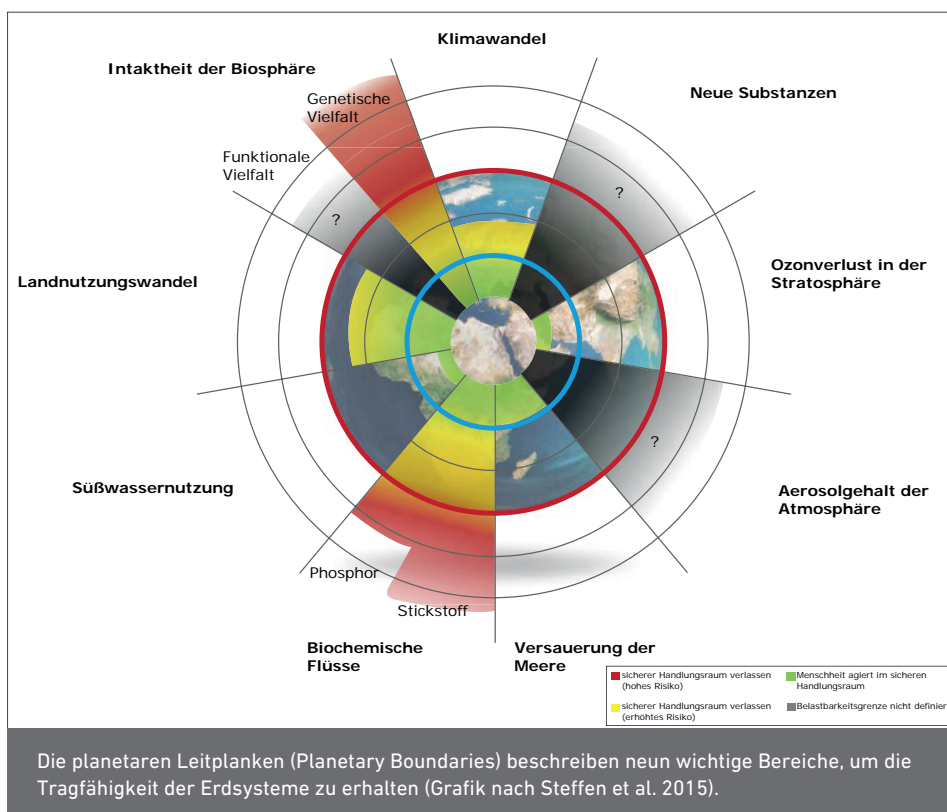 Klimawandel
Intaktheit der Biosphäre
Genetische
Vielfalt
Funktionale
Vielfalt
?
Neue Substanzen
?
Landnutzungswandel
Ozonverlust in der
Stratosphäre
?
Süßwassernutzung
Aerosolgehalt der
Atmosphäre
Phosphor
Stickstoff
Biochemische
Flüsse
Versauerung der
Meere
sicherer Handlungsraum verlassen
(hohes Risiko)
Menschheit agiert im sicheren
Handlungsraum
sicherer Handlungsraum verlassen
(erhöhtes Risiko)
Belastbarkeitsgrenze nicht definier
Die planetaren Leitplanken (Planetary Boundaries) beschreiben neun wichtige Bereiche, um die
Tragfähigkeit der Erdsysteme zu erhalten (Grafik nach Steffen et al. 2015).